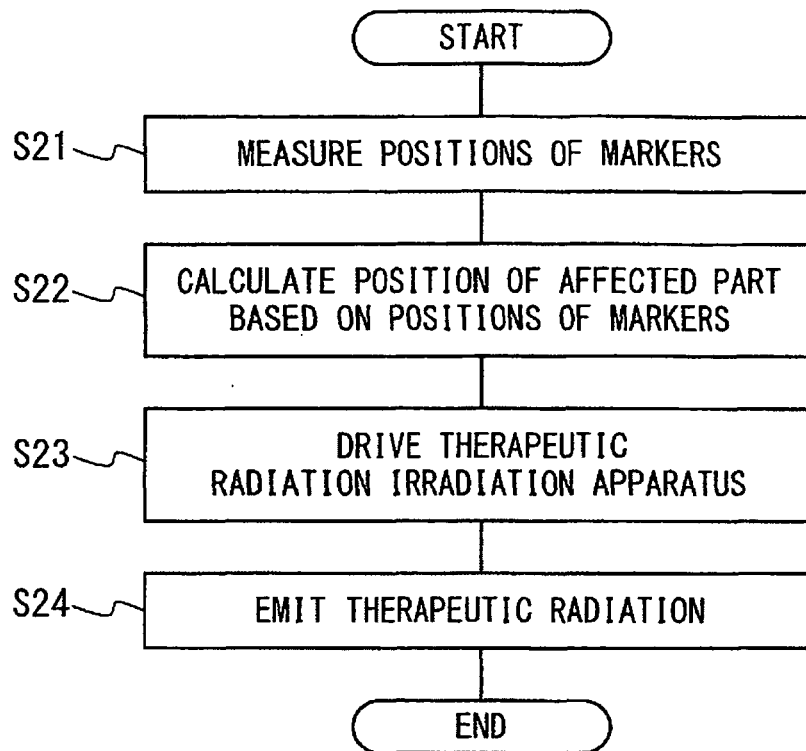 START
S21
MEASURE POSITIONS OF MARKERS
S22
CALCULATE POSITION OF AFFECTED PART
BASED ON POSITIONS OF MARKERS
S23
DRIVE THERAPEUTIC
RADIATION IRRADIATION APPARATUS
S24
EMIT THERAPEUTIC RADIATION
END